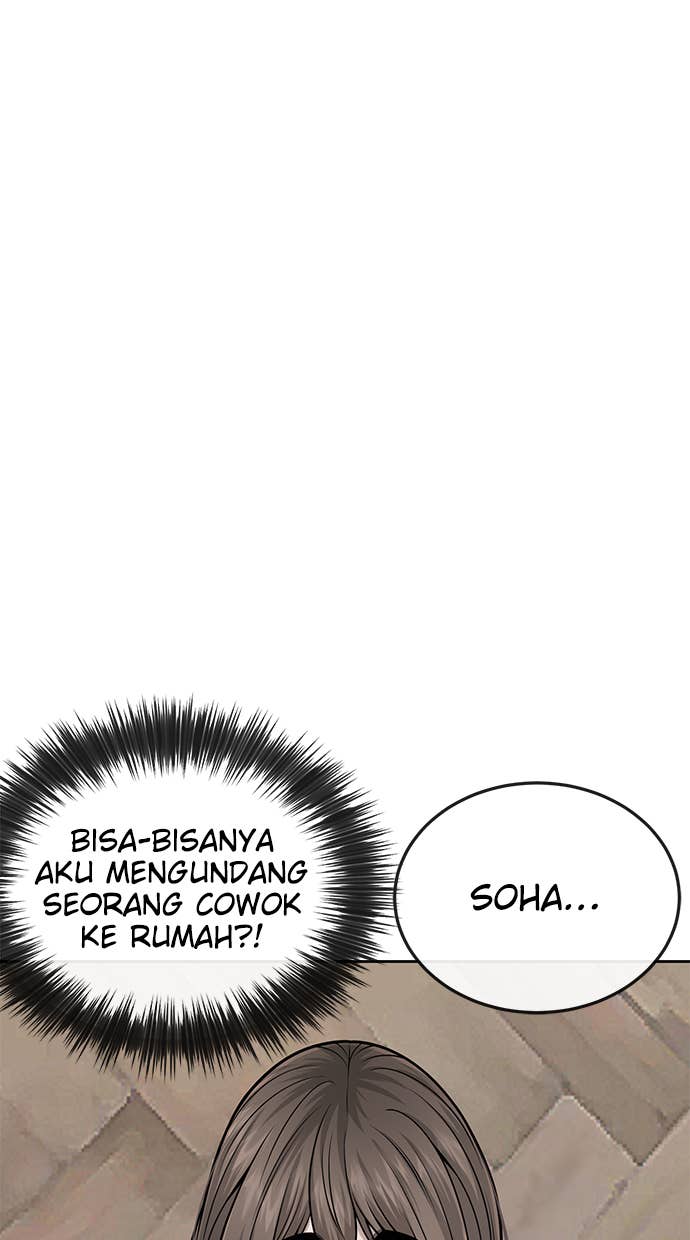 BISA-BISANYA
AKU MENGUNDANG
SEORANG COWOK
KE RUMAH?!
SOHA...